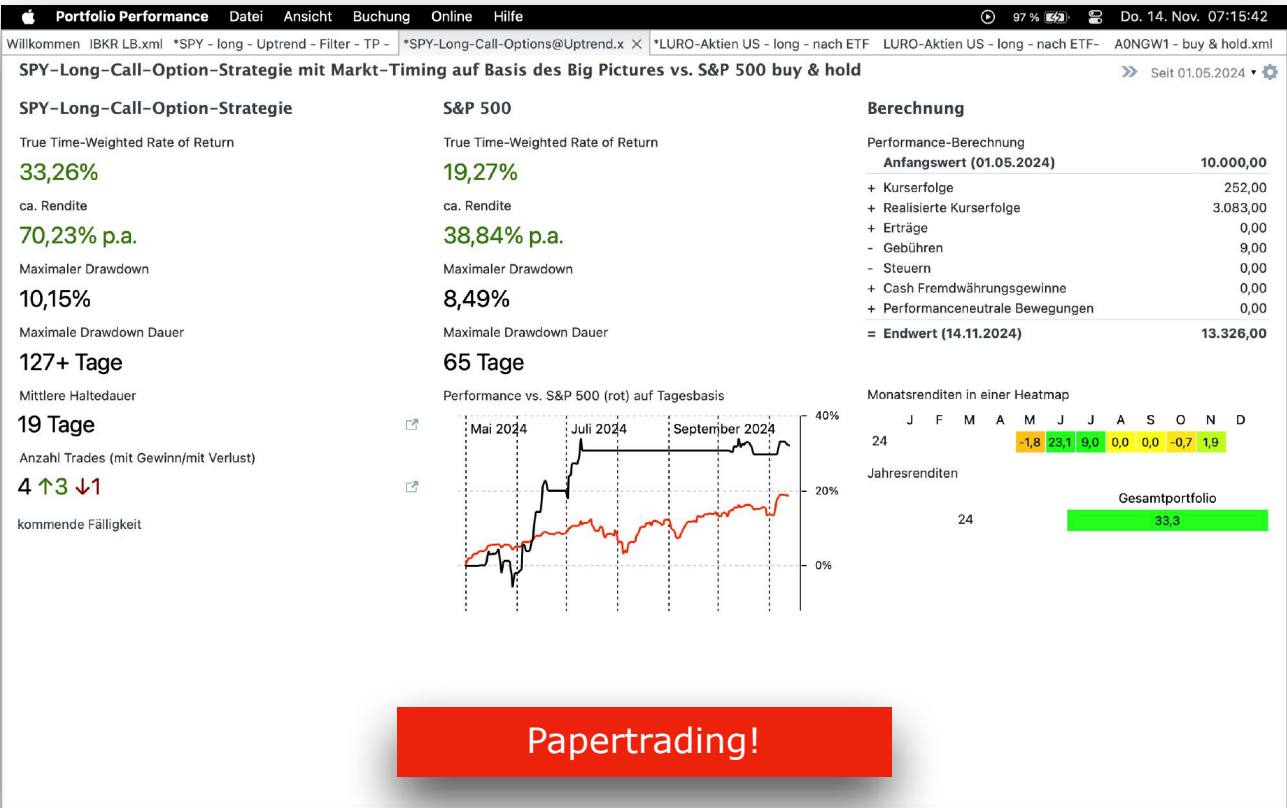 Portfolio Performance Datei Ansicht Buchung Online Hilfe 97 % Do. 14. Nov. 07:15:42
Willkommen IBKR LB.xml *SPY - long - Uptrend - Filter - TP - *SPY-Long-Call-Options@Uptrend.x *LURO-Aktien US - long - nach ETF LURO-Aktien US - long - nach ETF- A0NGW1 - buy & hold.xml
SPY-Long-Call-Option-Strategie mit Markt-Timing auf Basis des Big Pictures vs. S&P 500 buy & hold
Seit 01.05.2024
SPY-Long-Call-Option-Strategie
True Time-Weighted Rate of Return
33,26%
ca. Rendite
70,23% p.a.
Maximaler Drawdown
10,15%
Maximale Drawdown Dauer
127+ Tage
Mittlere Haltedauer
19 Tage
Anzahl Trades (mit Gewinn/mit Verlust)
4 ↑3 ↓1
kommende Fälligkeit
S&P 500
True Time-Weighted Rate of Return
19,27%
ca. Rendite
38,84% p.a.
Maximaler Drawdown
8,49%
Maximale Drawdown Dauer
65 Tage
Performance vs. S&P 500 (rot) auf Tagesbasis
Mai 2024 Juli 2024 September 2024
40%
20%
0%
Berechnung
Performance-Berechnung
Anfangswert (01.05.2024) 10.000,00
+ Kurserfolge 252,00
+ Realisierte Kurserfolge 3.083,00
+ Erträge 0,00
- Gebühren 9,00
- Steuern 0,00
+ Cash Fremdwährungsgewinne 0,00
+ Performanceneutrale Bewegungen 0,00
= Endwert (14.11.2024) 13.326,00
Monatsrenditen in einer Heatmap
J F M A M J J A S O N D
24 -1,8 23,1 9,0 0,0 0,0 -0,7 1,9
Jahresrenditen
Gesamtportfolio
24 33,3
Papertrading!